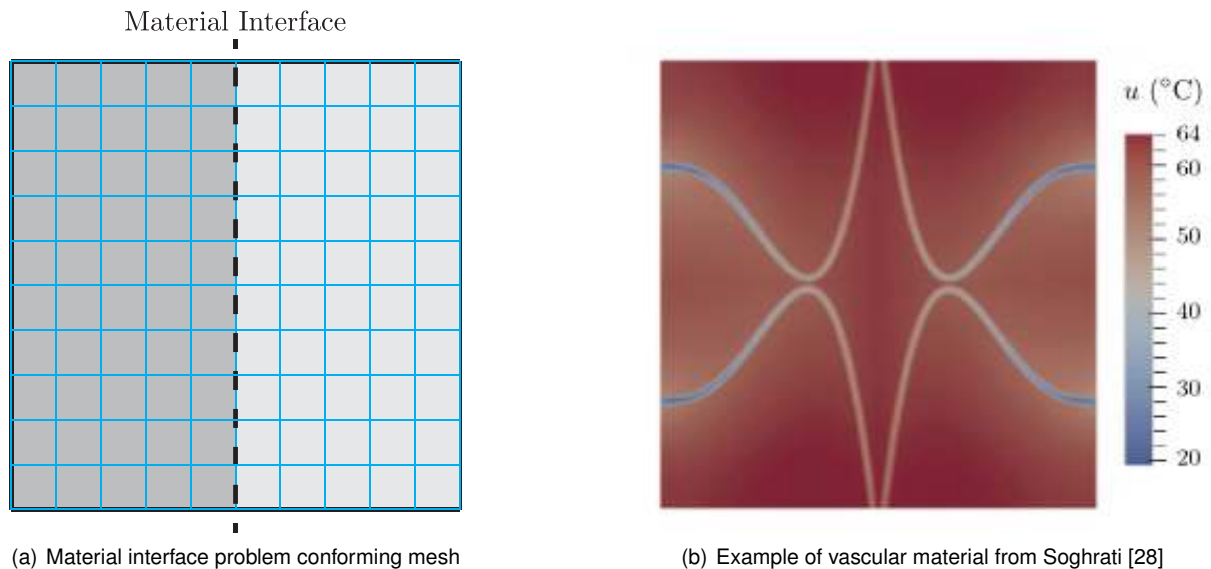 Material Interface
u (°C)
64
60
50
40
30
20
(a) Material interface problem conforming mesh
(b) Example of vascular material from Soghrati [28]